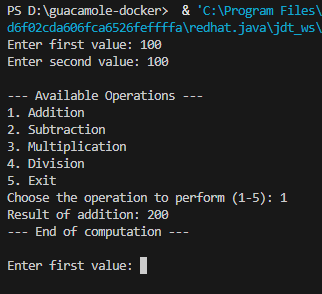 PS D:\guacamole-docker>  & 'C:\Program Files\
d6f02cda606fca6526feffffa\redhat.java\jdt_ws\
Enter first value: 100
Enter second value: 100

--- Available Operations ---
1. Addition
2. Subtraction
3. Multiplication
4. Division
5. Exit
Choose the operation to perform (1-5): 1
Result of addition: 200
--- End of computation ---

Enter first value: